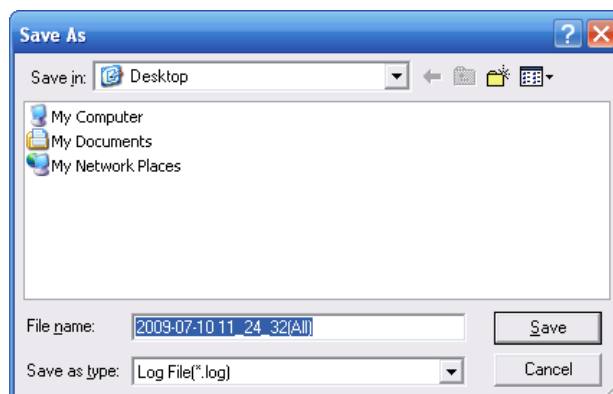 Save As
Save in: Desktop
My Computer
My Documents
My Network Places
File name: 2009-07-10 11_24_32(All) Save
Save as type: Log File(*.log) Cancel